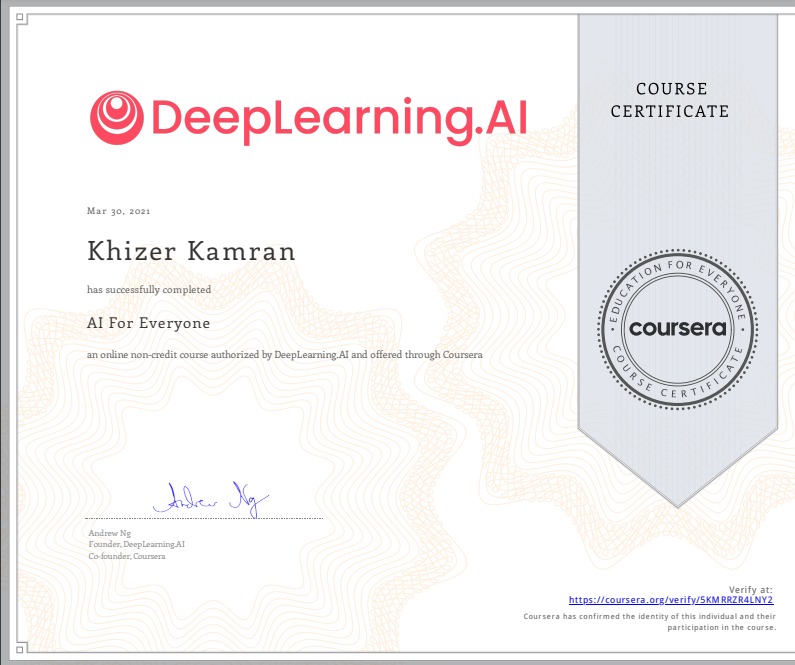 DeepLearning.AI
COURSE
CERTIFICATE
Mar 30, 2021
Khizer Kamran
has successfully completed
AI For Everyone
an online non-credit course authorized by DeepLearning.AI and offered through Coursera
EDUCATION FOR EVERYONE
coursera
COURSE CERTIFICATE
Andrew Ng
Andrew Ng
Founder, DeepLearning.AI
Co-founder, Coursera
Verify at:
https://coursera.org/verify/5KMRRZR4LNY2
Coursera has confirmed the identity of this individual and their
participation in the course.